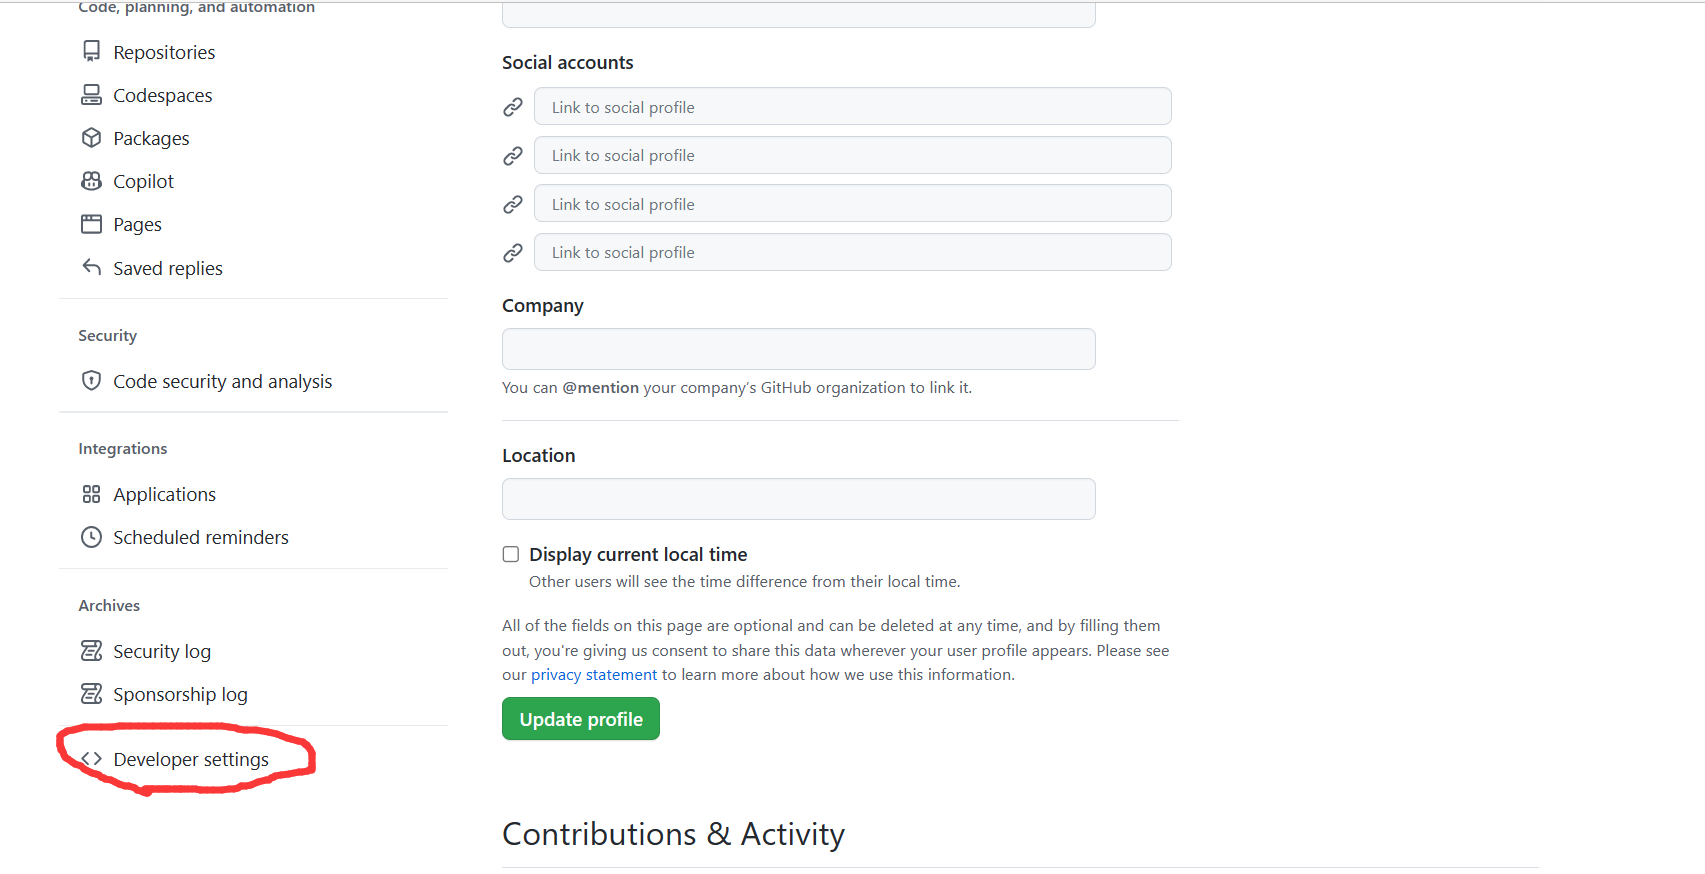 Code, planning, and automation
Repositories
Codespaces
Packages
Copilot
Pages
Saved replies
Security
Code security and analysis
Integrations
Applications
Scheduled reminders
Archives
Security log
Sponsorship log
Developer settings
Social accounts
Link to social profile
Link to social profile
Link to social profile
Link to social profile
Company
You can @mention your company’s GitHub organization to link it.
Location
Display current local time
Other users will see the time difference from their local time.
All of the fields on this page are optional and can be deleted at any time, and by filling them
out, you're giving us consent to share this data wherever your user profile appears. Please see
our privacy statement to learn more about how we use this information.
Update profile
Contributions & Activity